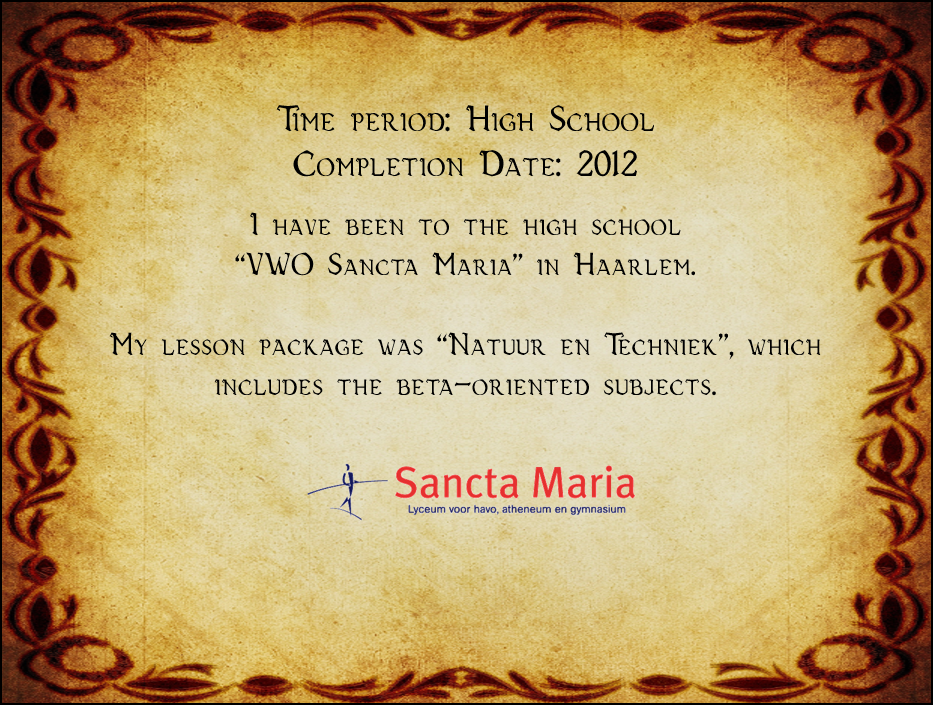 Time period: High School
Completion Date: 2012
I have been to the high school
“VWO Sancta Maria” in Haarlem.
My lesson package was “Natuur en Techniek”, which
includes the beta-oriented subjects.
Sancta Maria
Lyceum voor havo, atheneum en gymnasium